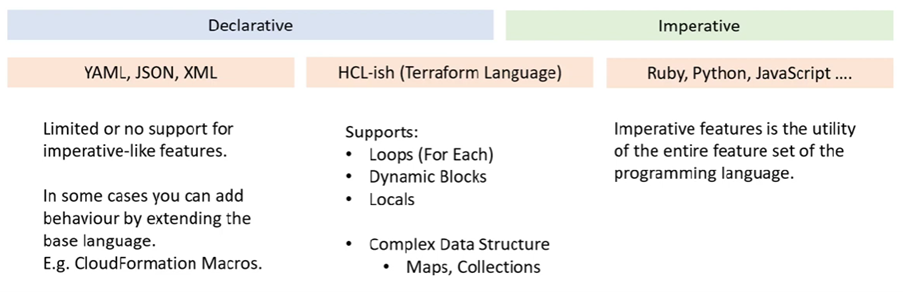 Declarative
Imperative
YAML, JSON, XML
HCL-ish (Terraform Language)
Ruby, Python, JavaScript ....
Limited or no support for
imperative-like features.
In some cases you can add
behaviour by extending the
base language.
E.g. CloudFormation Macros.
Supports:
• Loops (For Each)
• Dynamic Blocks
• Locals
• Complex Data Structure
• Maps, Collections
Imperative features is the utility
of the entire feature set of the
programming language.